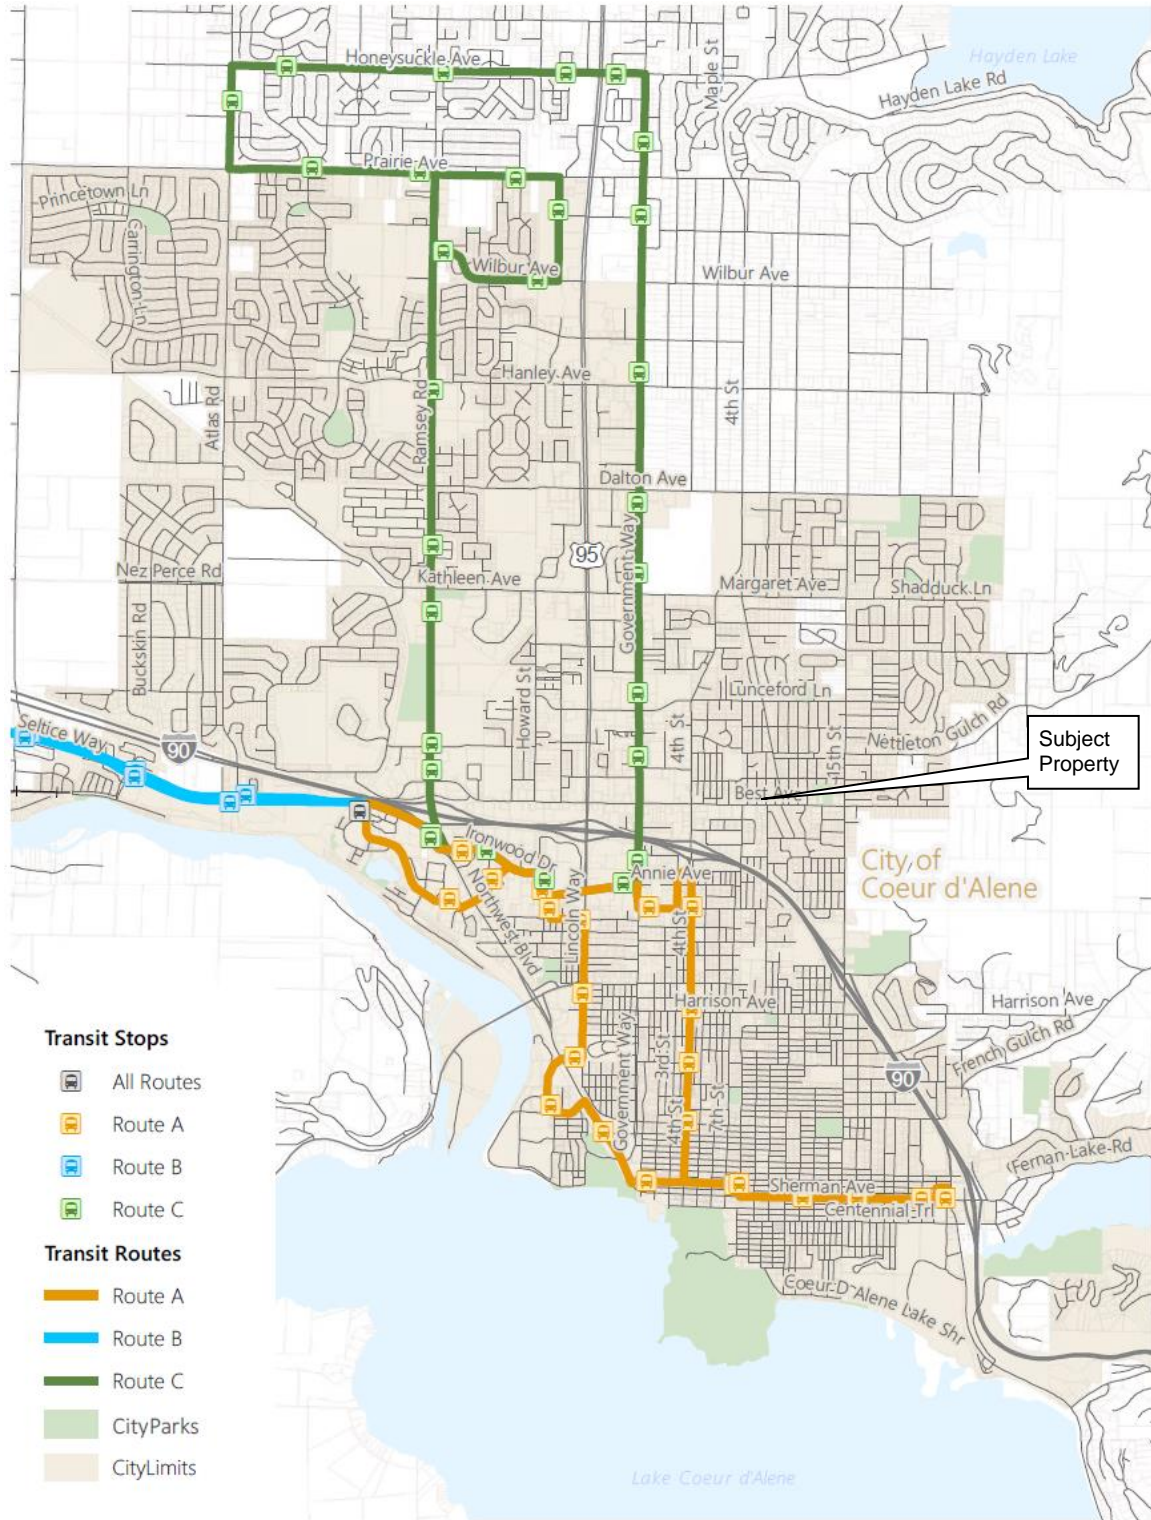 Honeysuckle Ave
Maple St
Hayden Lake
Hayden Lake Rd
Prairie Ave
Princetown Ln
Carrington Ln
Wilbur Ave
Wilbur Ave
Hanley Ave
Atlas Rd
Ramsey Rd
4th St
Dalton Ave
Government Way
95
Nez Perce Rd
Kathleen Ave
Margaret Ave
Shadduck Ln
Buckskin Rd
Howard St
Lunceford Ln
4th St
15th St
Nettleton Gulch Rd
Seltice Way
90
Subject
Property
Best Ave
Ironwood Dr
Annie Ave
City of
Coeur d'Alene
Northwest Blvd
Lincoln Way
4th St
Harrison Ave
Harrison Ave
French Gulch Rd
Government Way
3rd St
4th St
7th St
90
Fernan Lake Rd
Sherman Ave
Centennial Trl
Coeur D'Alene Lake Shr
Lake Coeur d'Alene
Transit Stops
All Routes
Route A
Route B
Route C
Transit Routes
Route A
Route B
Route C
CityParks
CityLimits